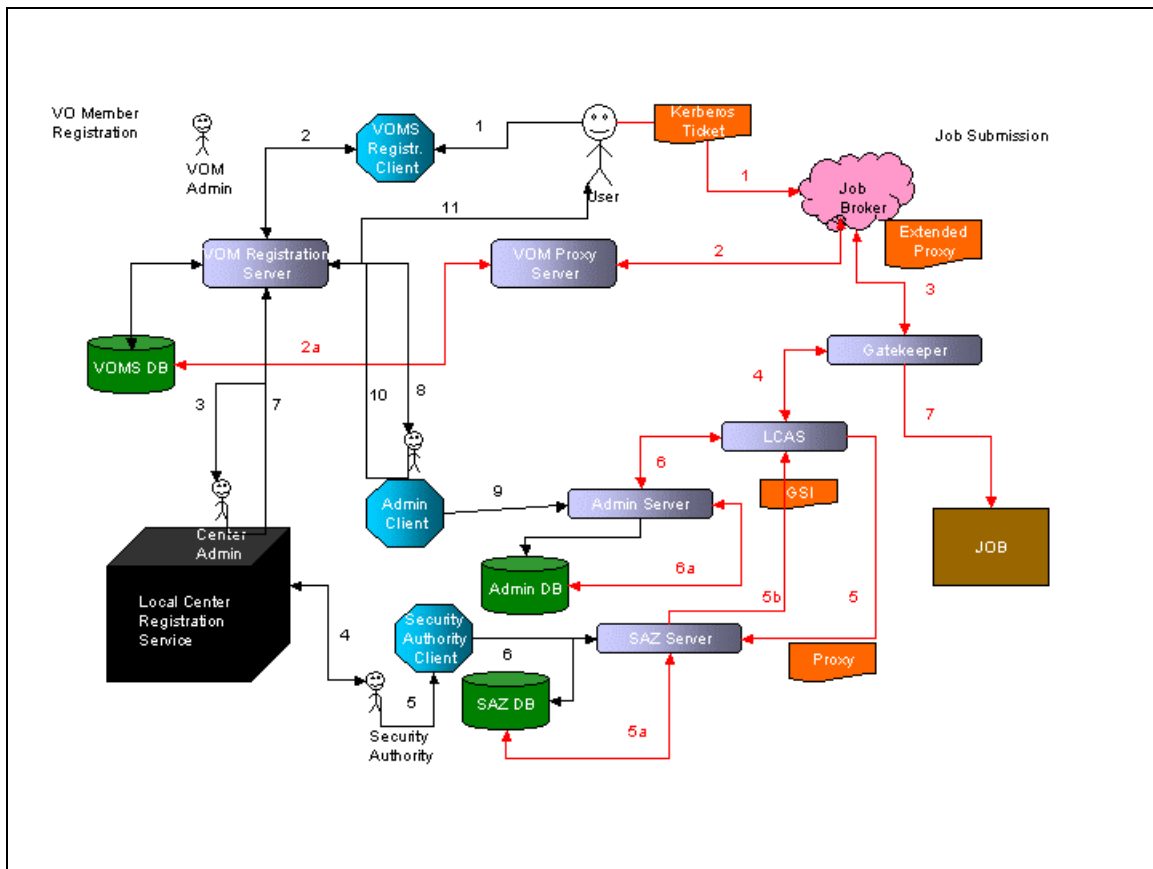 VO Member
Registration
VOM
Admin
2
VOMS
Registr.
Client
1
User
Kerberos
Ticket
Job Submission
1
Job
Broker
Extended
Proxy
11
VOM Registration
Server
VOM Proxy
Server
2
3
VOMS DB
2a
Gatekeeper
3
7
10
8
4
7
LCAS
6
GSI
Admin
Client
9
Admin Server
JOB
Center
Admin
Admin DB
6a
5b
5
Local Center
Registration
Service
4
Security
Authority
Client
6
SAZ Server
Proxy
5
SAZ DB
5a
Security
Authority